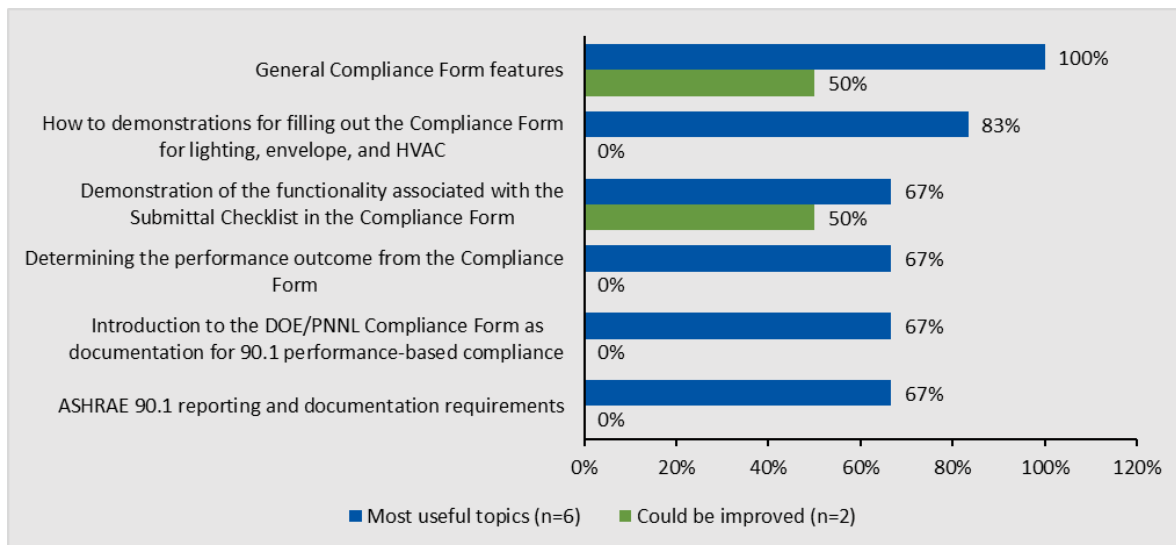 General Compliance Form features
100%
50%
How to demonstrations for filling out the Compliance Form
for lighting, envelope, and HVAC
83%
0%
Demonstration of the functionality associated with the
Submittal Checklist in the Compliance Form
67%
50%
Determining the performance outcome from the Compliance
Form
67%
0%
Introduction to the DOE/PNNL Compliance Form as
documentation for 90.1 performance-based compliance
67%
0%
ASHRAE 90.1 reporting and documentation requirements
67%
0%
0% 20% 40% 60% 80% 100% 120%
Most useful topics (n=6) Could be improved (n=2)